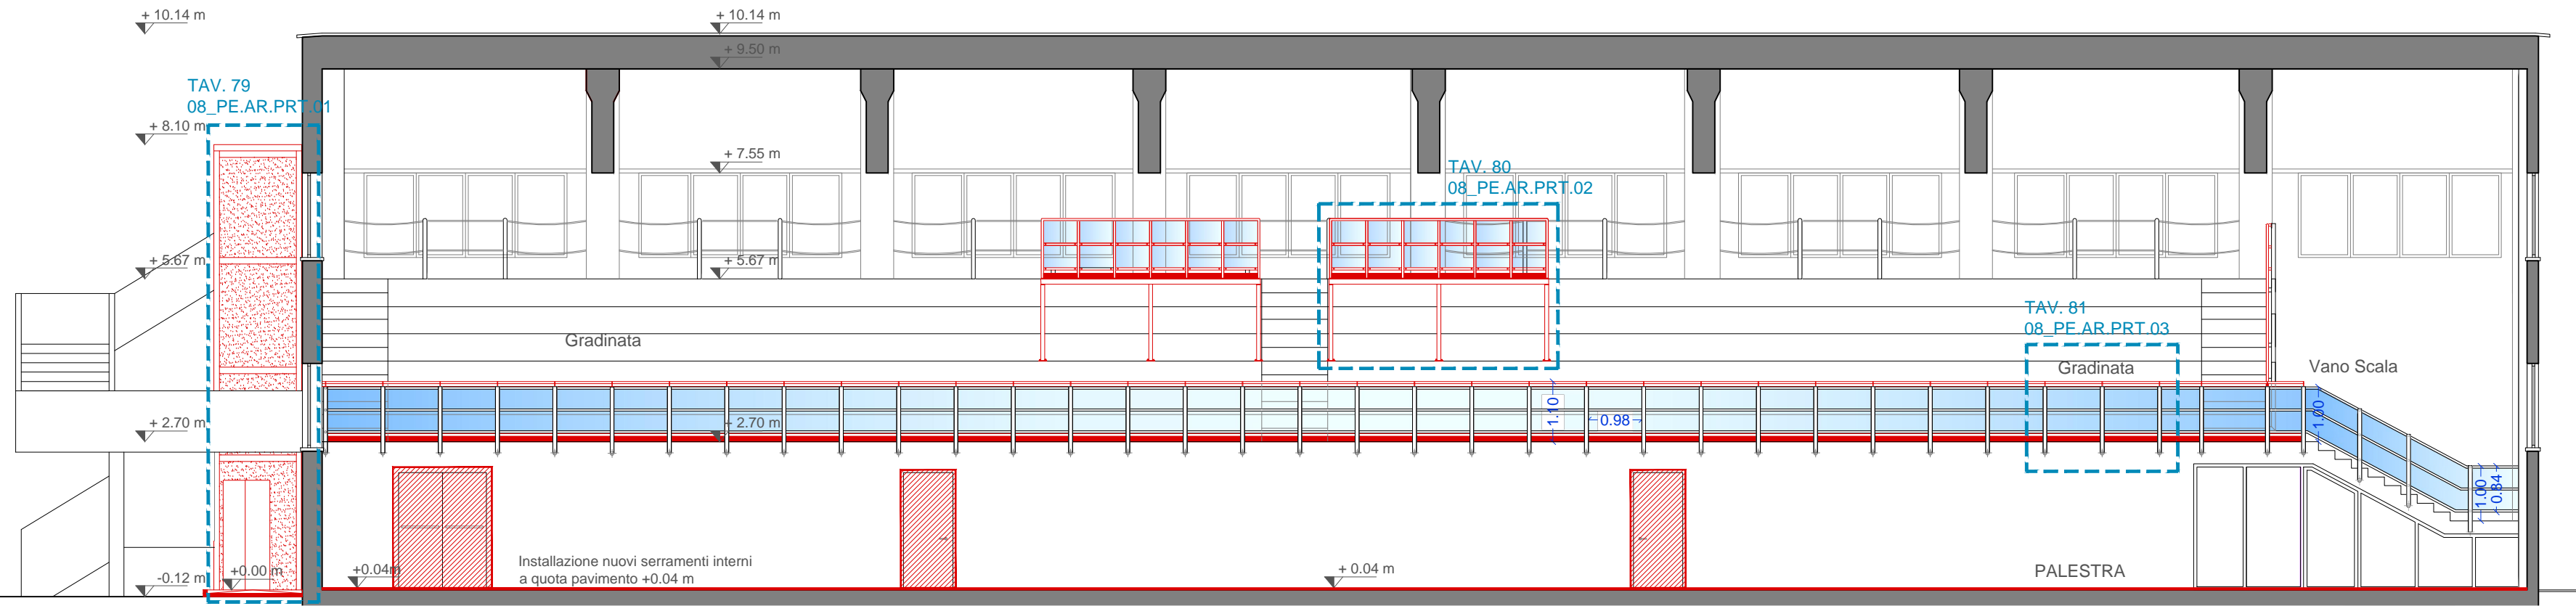 + 10.14 m
+ 10.14 m
+ 9.50 m
TAV. 79
08_PE.AR.PRT.01
+ 8.10 m
+ 7.55 m
TAV. 80
08_PE.AR.PRT.02
+ 5.67 m
+ 5.67 m
TAV. 81
08_PE.AR.PRT.03
Gradinata
Gradinata
Vano Scala
1.10
0.98
1.00
+ 2.70 m
+ 2.70 m
1.00
0.84
Installazione nuovi serramenti interni
a quota pavimento +0.04 m
-0.12 m
+0.00 m
+0.04m
+ 0.04 m
PALESTRA